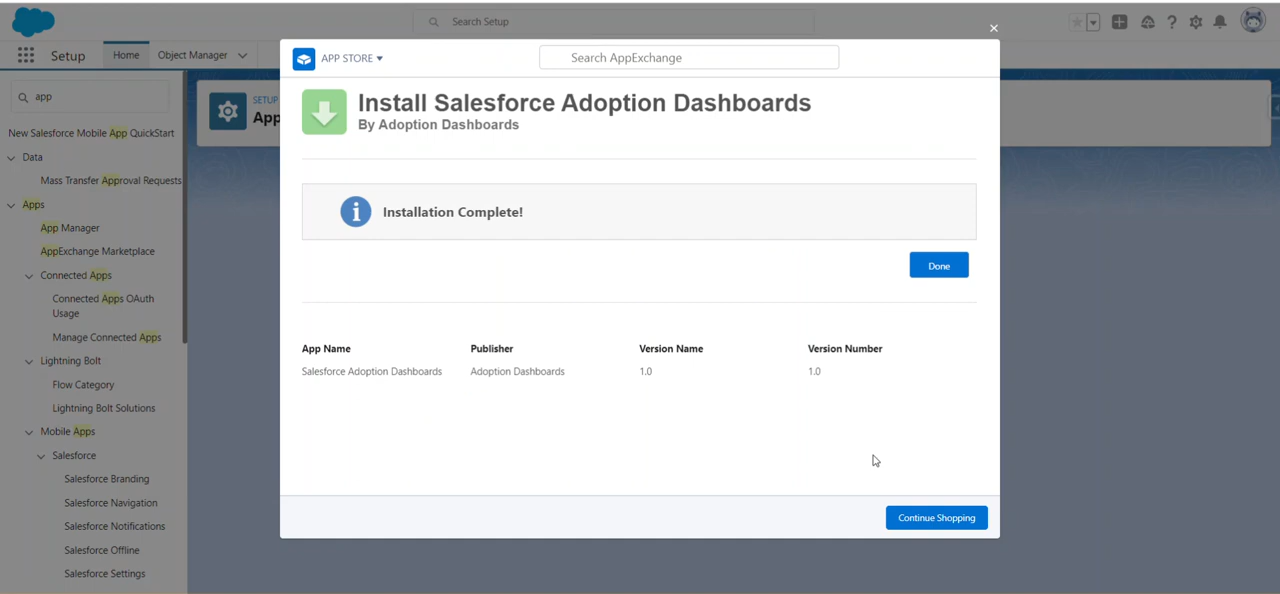 Search Setup
Setup
Home
Object Manager
app
New Salesforce Mobile App QuickStart
Data
Mass Transfer Approval Requests
Apps
App Manager
AppExchange Marketplace
Connected Apps
Connected Apps OAuth
Usage
Manage Connected Apps
Lightning Bolt
Flow Category
Lightning Bolt Solutions
Mobile Apps
Salesforce
Salesforce Branding
Salesforce Navigation
Salesforce Notifications
Salesforce Offline
Salesforce Settings
SETUP
App
APP STORE
Search AppExchange
Install Salesforce Adoption Dashboards
By Adoption Dashboards
Installation Complete!
Done
App Name Publisher Version Name Version Number
Salesforce Adoption Dashboards Adoption Dashboards 1.0 1.0
Continue Shopping